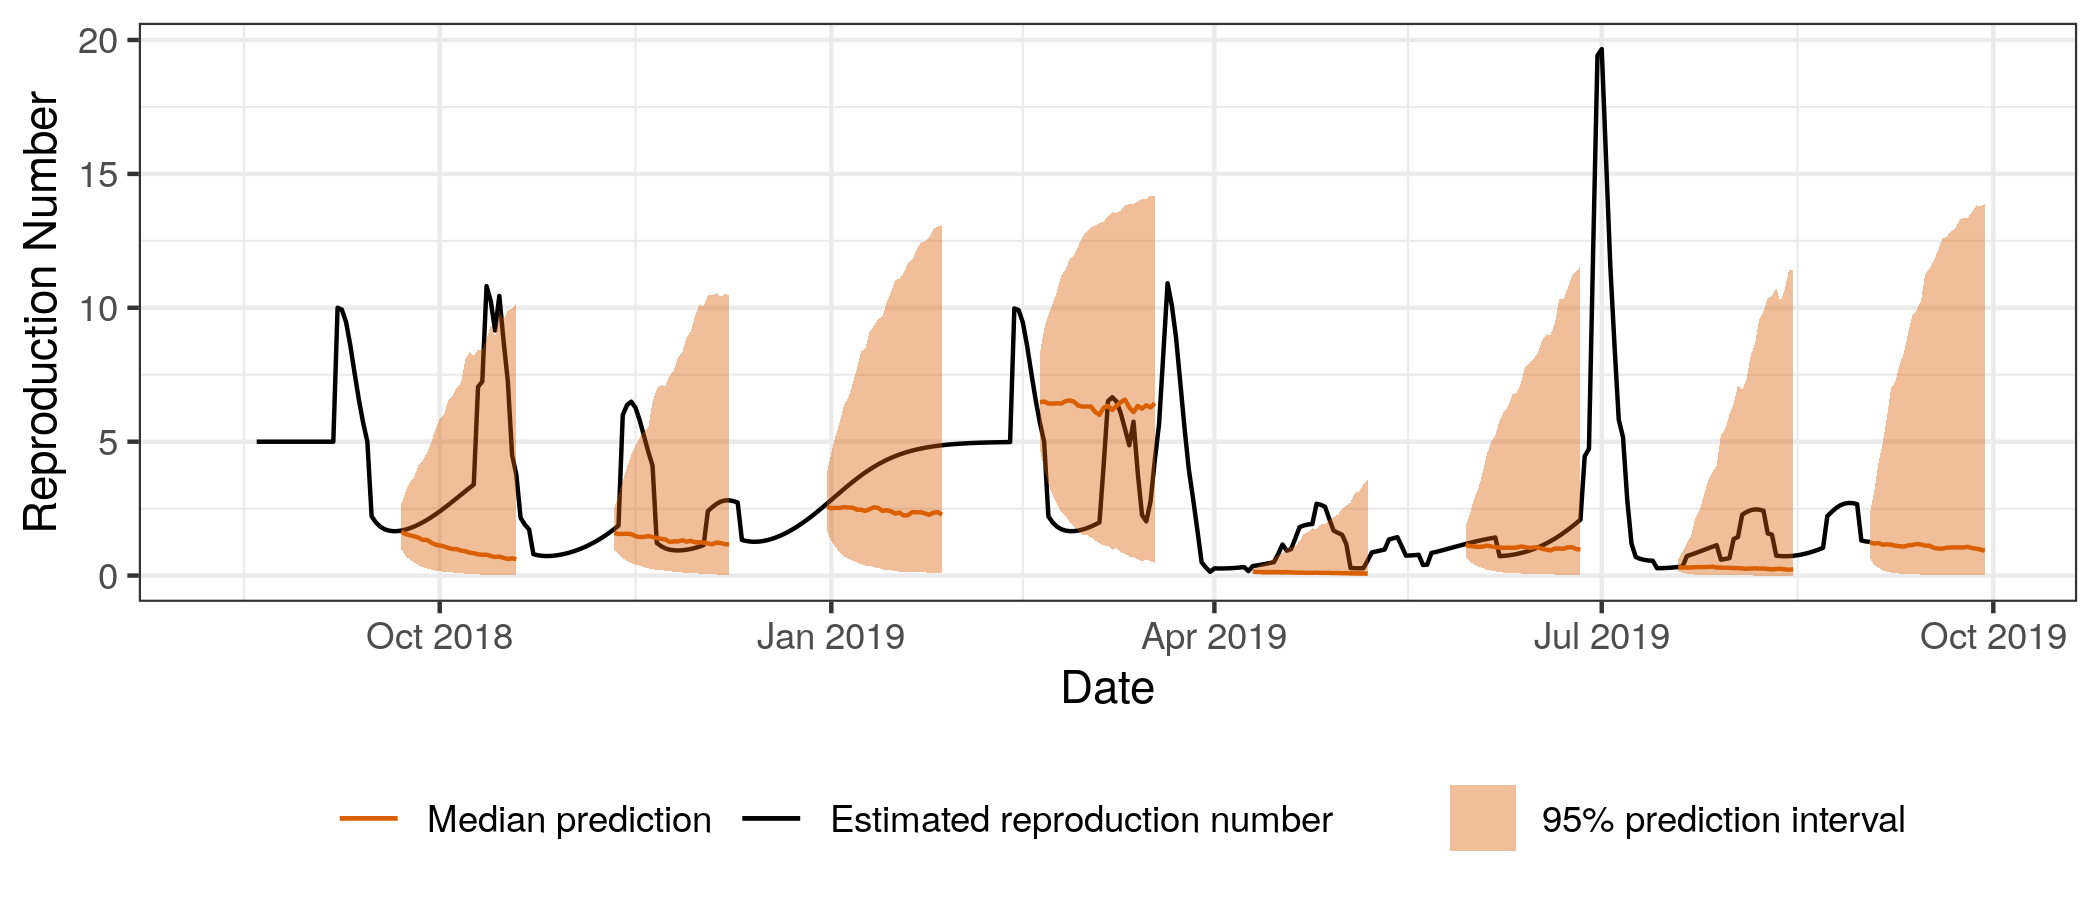 Reproduction Number
20
15
10
5
0
Oct 2018
Jan 2019
Apr 2019
Jul 2019
Oct 2019
Date
Median prediction
Estimated reproduction number
95% prediction interval